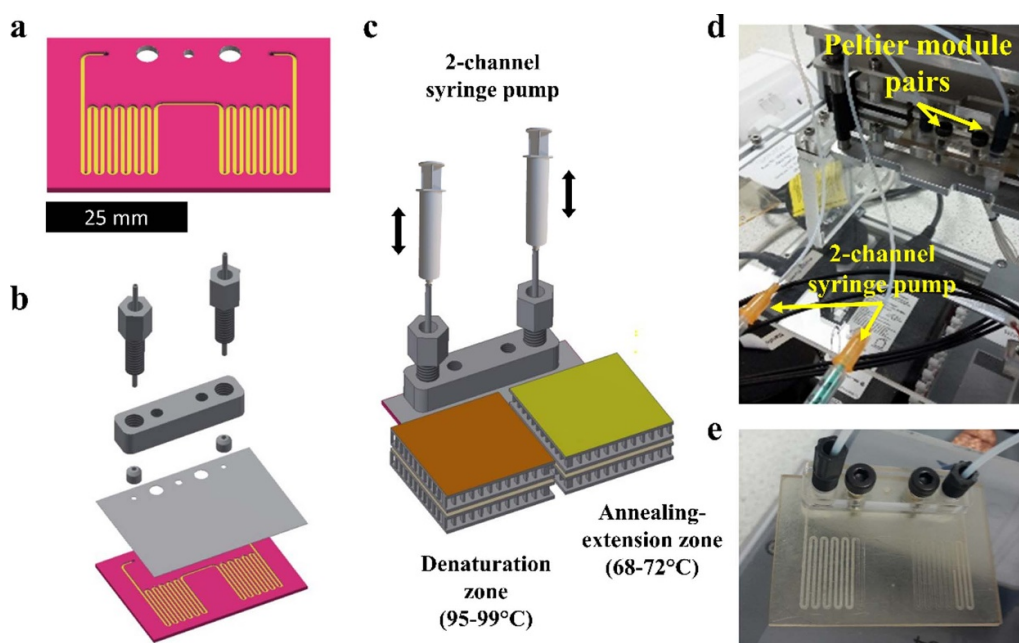 a
25 mm
b
c
2-channel
syringe pump
Denaturation
zone
(95-99°C)
Annealing-
extension zone
(68-72°C)
d
Peltier module
pairs
2-channel
syringe pump
e